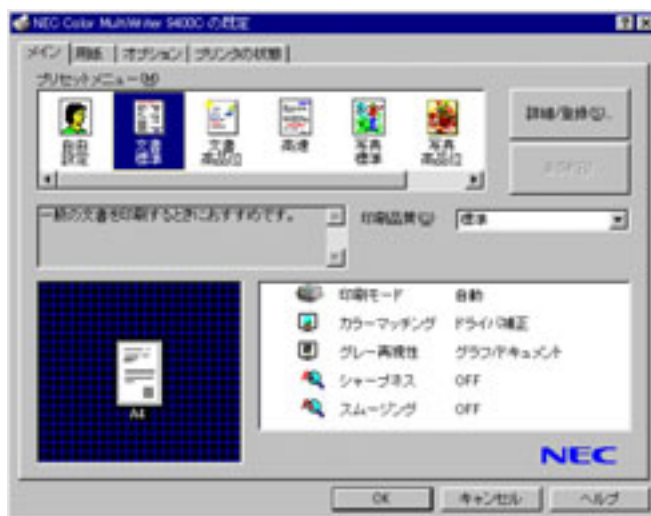 NEC Color MultiWriter 9400C の設定
メイン 用紙 オプション プリンタの状態
プリセットメニュー(M)
自由設定
文書標準
文書高品位
高速
写真標準
写真高品位
詳細/登録(S)...
一般の文書を印刷するときにおすすめです。
印刷品質(Q) 標準
印刷モード 自動
カラーマッチング ドライバ補正
グレー再現性 グラフ/ドキュメント
シャープネス OFF
スムージング OFF
A4
NEC
OK キャンセル ヘルプ